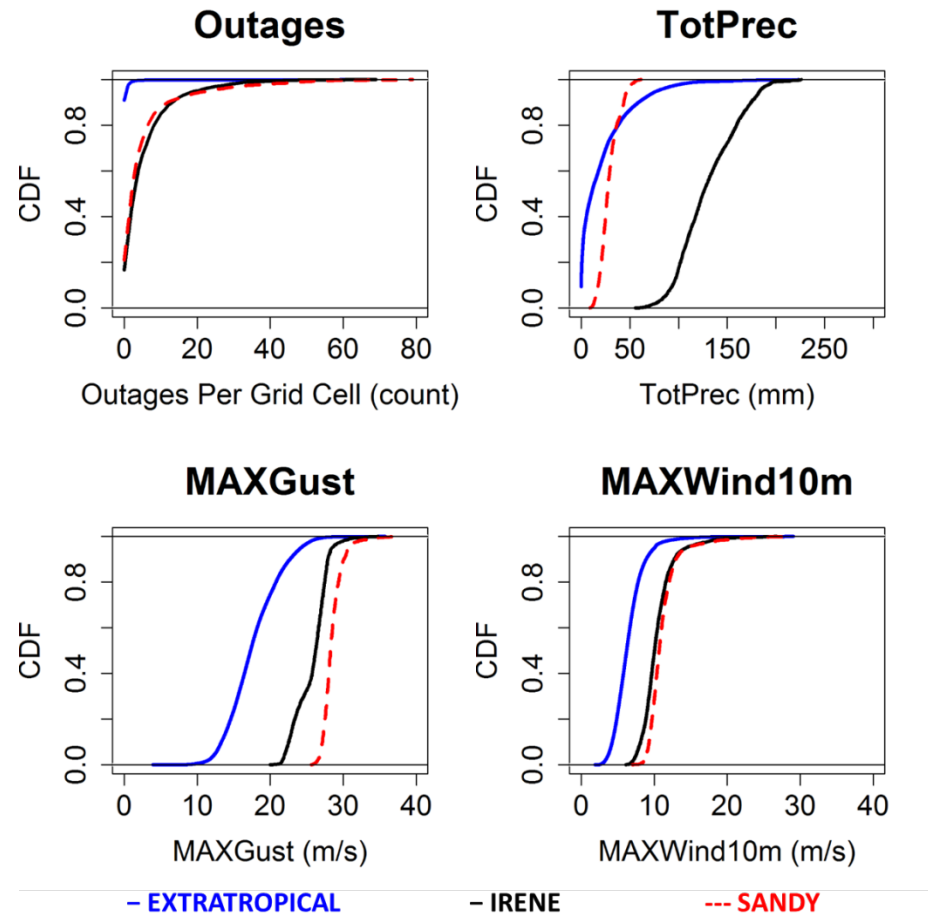 Outages
TotPrec
CDF
0.0 0.4 0.8
0 20 40 60 80
Outages Per Grid Cell (count)
CDF
0.0 0.4 0.8
0 50 150 250
TotPrec (mm)
MAXGust
MAXWind10m
CDF
0.0 0.4 0.8
0 10 20 30 40
MAXGust (m/s)
CDF
0.0 0.4 0.8
0 10 20 30 40
MAXWind10m (m/s)
– EXTRATROPICAL – IRENE --- SANDY